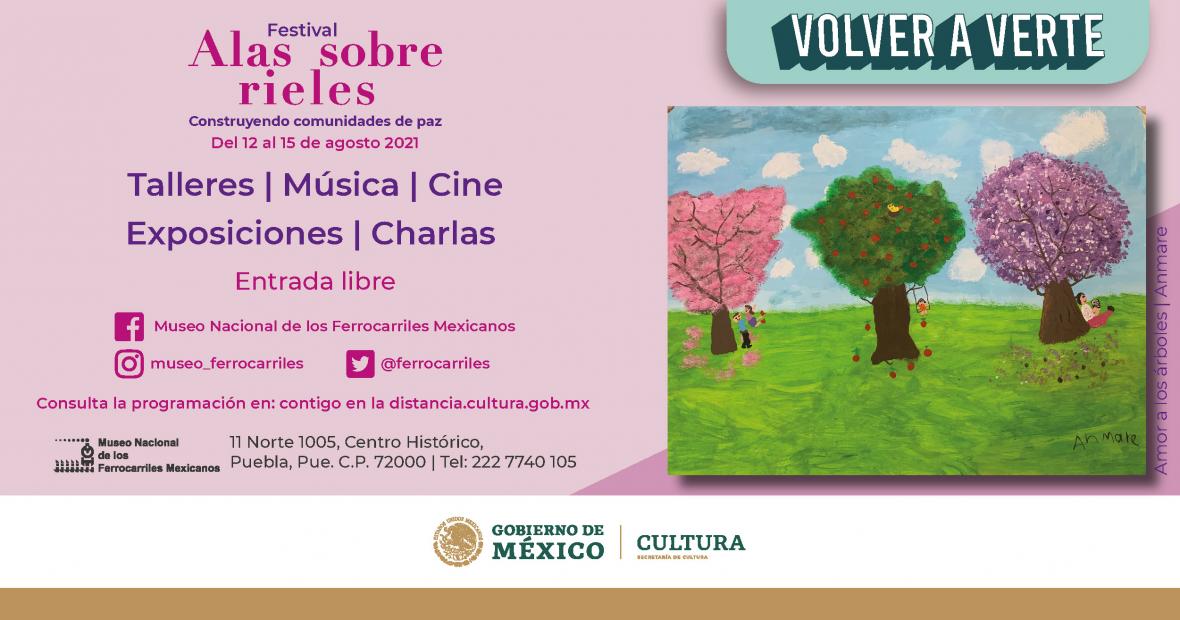 Festival
Alas sobre
rieles
Construyendo comunidades de paz
Del 12 al 15 de agosto 2021
Talleres | Música | Cine
Exposiciones | Charlas
Entrada libre
Museo Nacional de los Ferrocarriles Mexicanos
museo_ferrocarriles
@ferrocarriles
Consulta la programación en: contigo en la distancia.cultura.gob.mx
Museo Nacional
de los
Ferrocarriles Mexicanos
11 Norte 1005, Centro Histórico,
Puebla, Pue. C.P. 72000 | Tel: 222 7740 105
VOLVER A VERTE
Anmare
Amor a los árboles | Anmare
ESTADOS UNIDOS MEXICANOS
GOBIERNO DE
MÉXICO
CULTURA
SECRETARÍA DE CULTURA